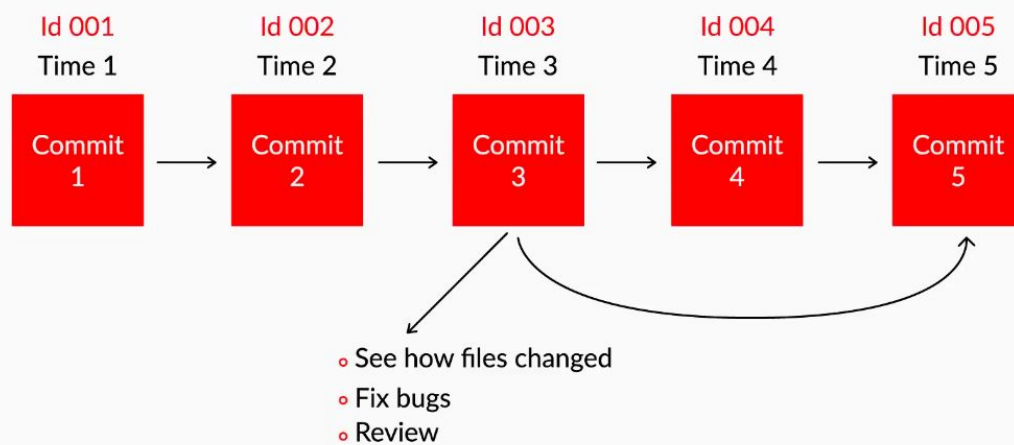 Id 001 Id 002 Id 003 Id 004 Id 005
Time 1 Time 2 Time 3 Time 4 Time 5
Commit Commit Commit Commit Commit
1 2 3 4 5
See how files changed
Fix bugs
Review